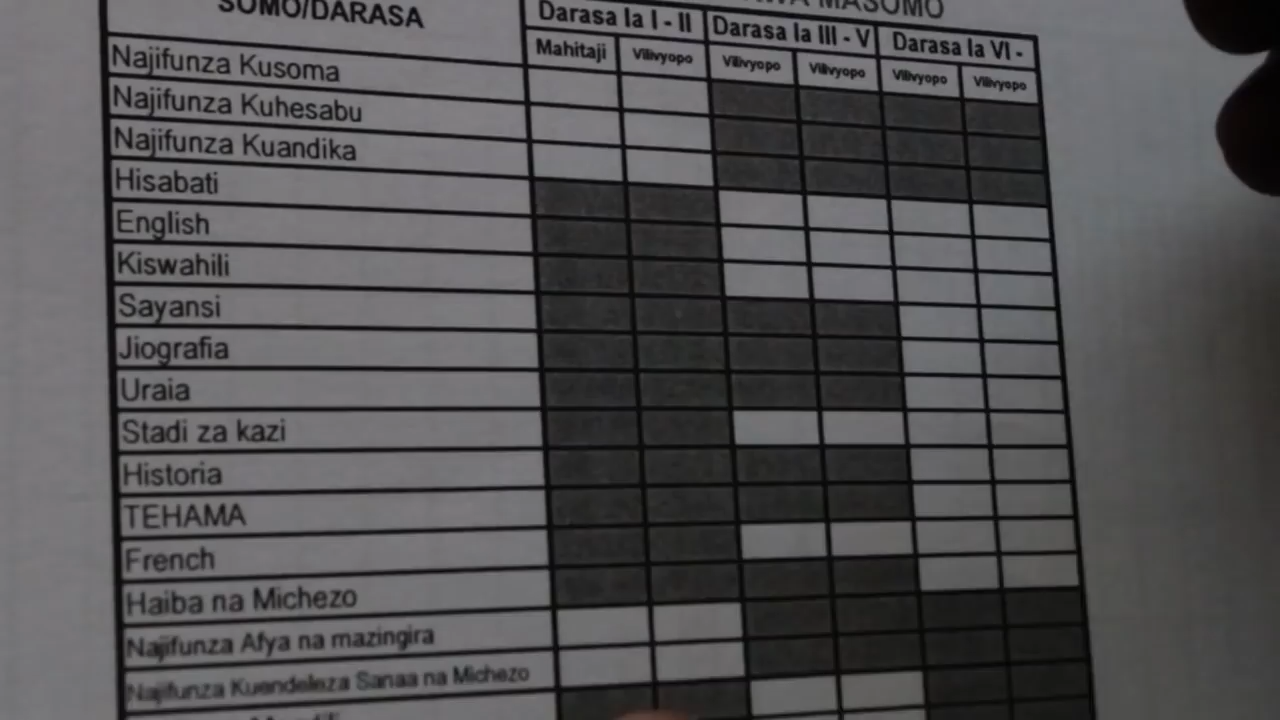 MASOMO
SOMO/DARASA
Darasa la I - II
Darasa la III - V
Darasa la VI -
Mahitaji
Vilivyopo
Vilivyopo
Vilivyopo
Vilivyopo
Vilivyopo
Najifunza Kusoma
Najifunza Kuhesabu
Najifunza Kuandika
Hisabati
English
Kiswahili
Sayansi
Jiografia
Uraia
Stadi za kazi
Historia
TEHAMA
French
Haiba na Michezo
Najifunza Afya na mazingira
Najifunza Kuendeleza Sanaa na Michezo